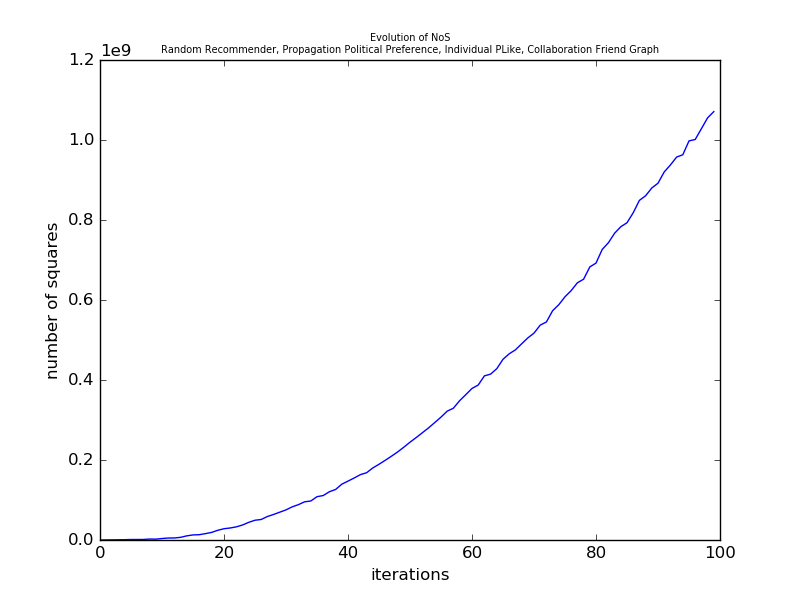 Evolution of NoS
Random Recommender, Propagation Political Preference, Individual PLike, Collaboration Friend Graph
1e9
1.2
1.0
0.8
0.6
0.4
0.2
0.0
number of squares
0 20 40 60 80 100
iterations